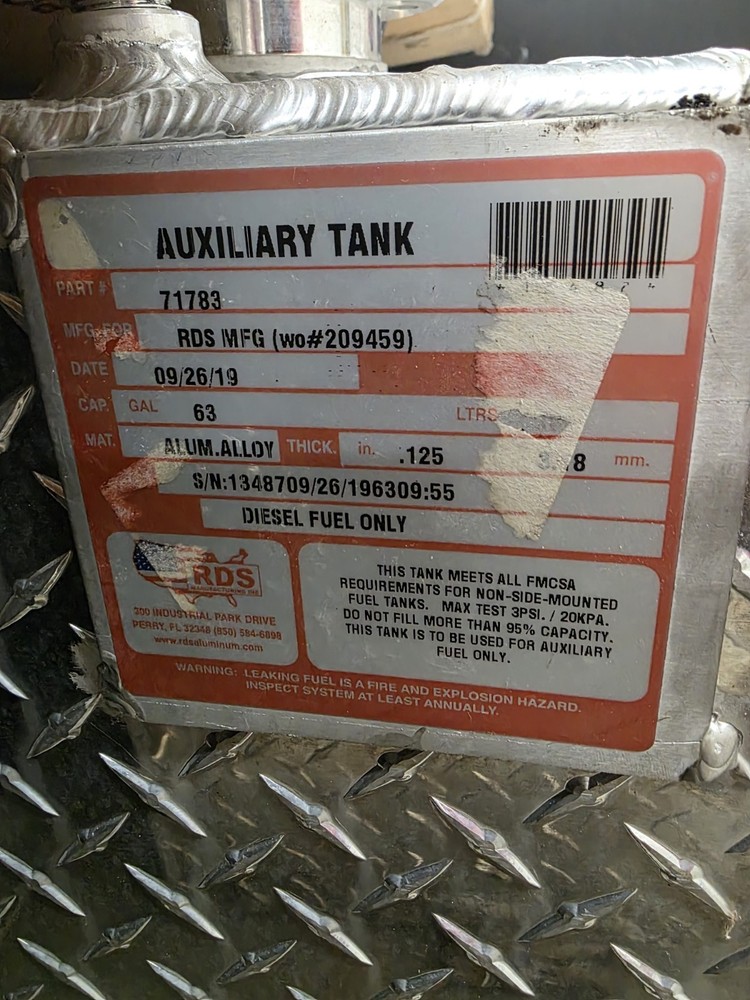 AUXILIARY TANK
PART # 71783
MFG FOR RDS MFG (wo#209459)
DATE 09/26/19
CAP. GAL 63 LTRS
MAT. ALUM.ALLOY THICK. in. .125 mm.
S/N:1348709/26/196309:55
DIESEL FUEL ONLY
RDS
MANUFACTURING INC
300 INDUSTRIAL PARK DRIVE
PERRY, FL 32348 (850) 584-6898
www.rdsaluminum.com
THIS TANK MEETS ALL FMCSA
REQUIREMENTS FOR NON-SIDE-MOUNTED
FUEL TANKS. MAX TEST 3PSI. / 20KPA.
DO NOT FILL MORE THAN 95% CAPACITY.
THIS TANK IS TO BE USED FOR AUXILIARY
FUEL ONLY.
WARNING: LEAKING FUEL IS A FIRE AND EXPLOSION HAZARD.
INSPECT SYSTEM AT LEAST ANNUALLY.